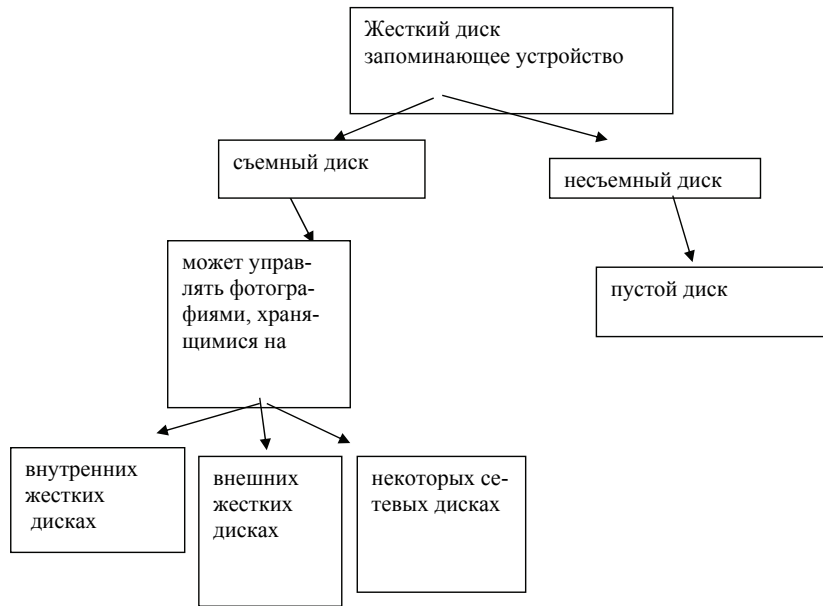 Жесткий диск
запоминающее устройство
съемный диск
несъемный диск
может управ-
лять фотогра-
фиями, храня-
щимися на
пустой диск
внутренних
жестких
дисках
внешних
жестких
дисках
некоторых се-
тевых дисках